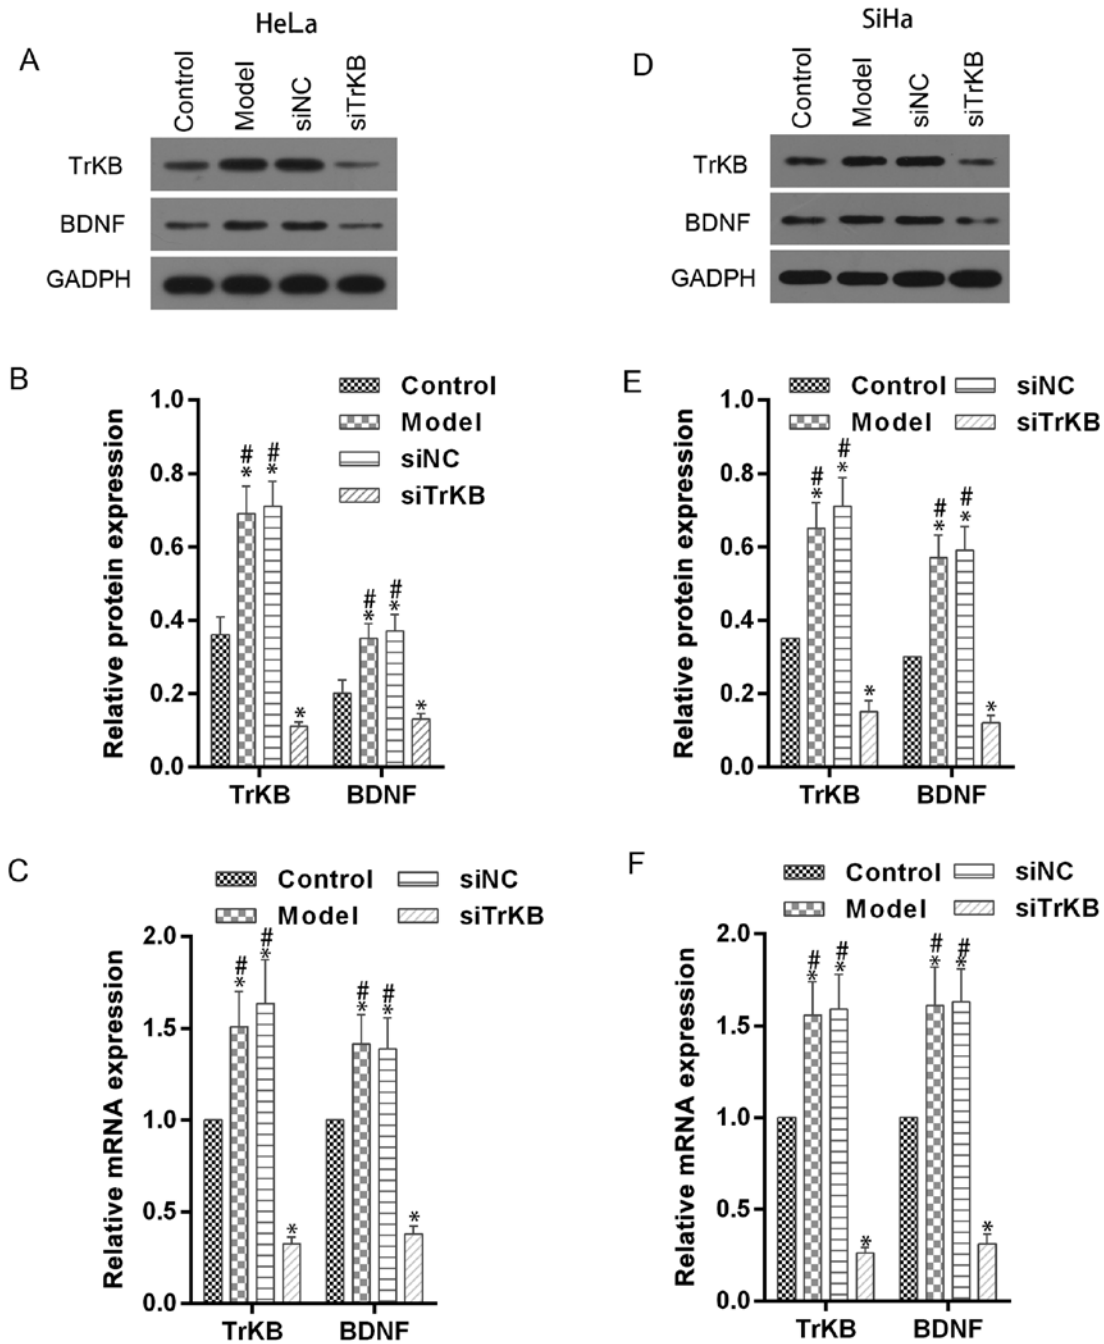 HeLa
A
Control
Model
siNC
siTrKB
TrKB
BDNF
GADPH
SiHa
D
Control
Model
siNC
siTrKB
TrKB
BDNF
GADPH
B
Control
Model
siNC
siTrKB
Relative protein expression
1.0
0.8
0.6
0.4
0.2
0.0
#
*
#
*
*
#
*
#
*
*
TrKB BDNF
E
Control siNC
Model siTrKB
Relative protein expression
1.0
0.8
0.6
0.4
0.2
0.0
#
*
#
*
*
#
*
#
*
*
TrKB BDNF
C
Control siNC
Model siTrKB
Relative mRNA expression
2.0
1.5
1.0
0.5
0.0
#
*
#
*
*
#
*
#
*
*
TrKB BDNF
F
Control siNC
Model siTrKB
Relative mRNA expression
2.0
1.5
1.0
0.5
0.0
#
*
#
*
*
#
*
#
*
*
TrKB BDNF